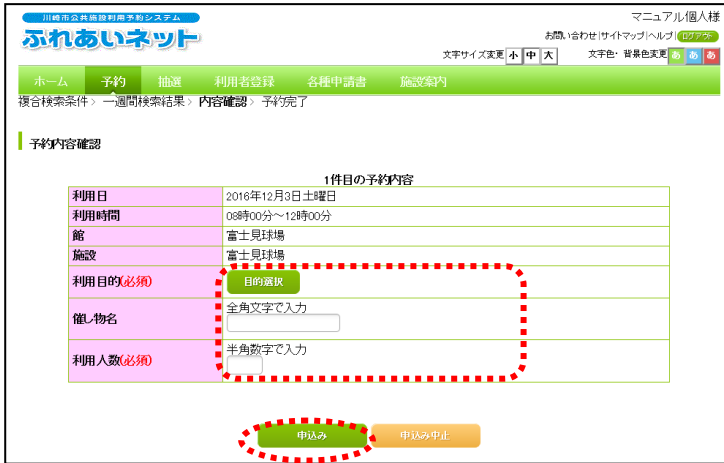 川崎市公共施設利用予約システム
マニュアル個人様
ふれあいネット
お問い合わせ|サイトマップ|ヘルプ|ログアウト
文字サイズ変更 小 中 大 文字色・背景色変更 あ あ あ
ホーム 予約 抽選 利用者登録 各種申請書 施設案内
複合検索条件> 一週間検索結果> 内容確認> 予約完了
予約内容確認
1件目の予約内容
利用日 2016年12月3日土曜日
利用時間 08時00分～12時00分
館 富士見球場
施設 富士見球場
利用目的(必須) 目的選択
催し物名 全角文字で入力
利用人数(必須) 半角数字で入力
申込み 申込み中止